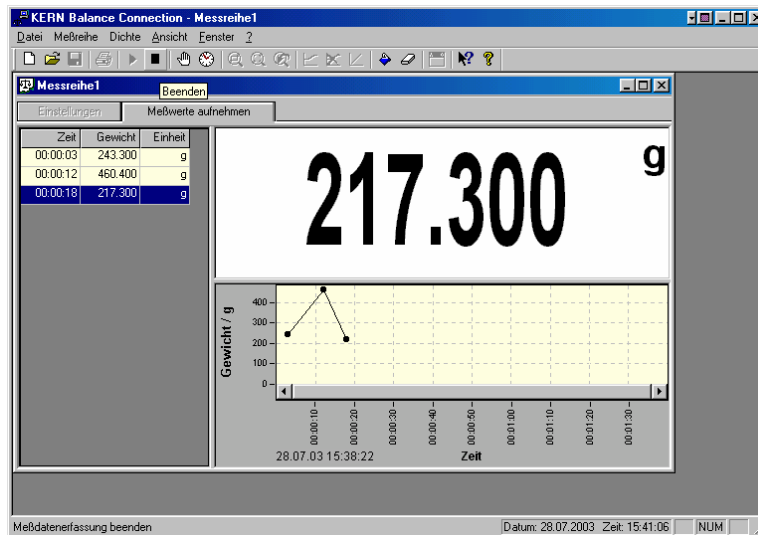 KERN Balance Connection - Messreihe1
Datei Meßreihe Dichte Ansicht Fenster ?
Messreihe1
Beenden
Einstellungen Meßwerte aufnehmen
Zeit Gewicht Einheit
00:00:03 243.300 g
00:00:12 460.400 g
00:00:18 217.300 g
217.300 g
Gewicht / g
400
300
200
100
0
00:00:10 00:00:20 00:00:30 00:00:40 00:00:50 00:01:00 00:01:10 00:01:20 00:01:30
28.07.03 15:38:22 Zeit
Meßdatenerfassung beenden Datum: 28.07.2003 Zeit: 15:41:06 NUM